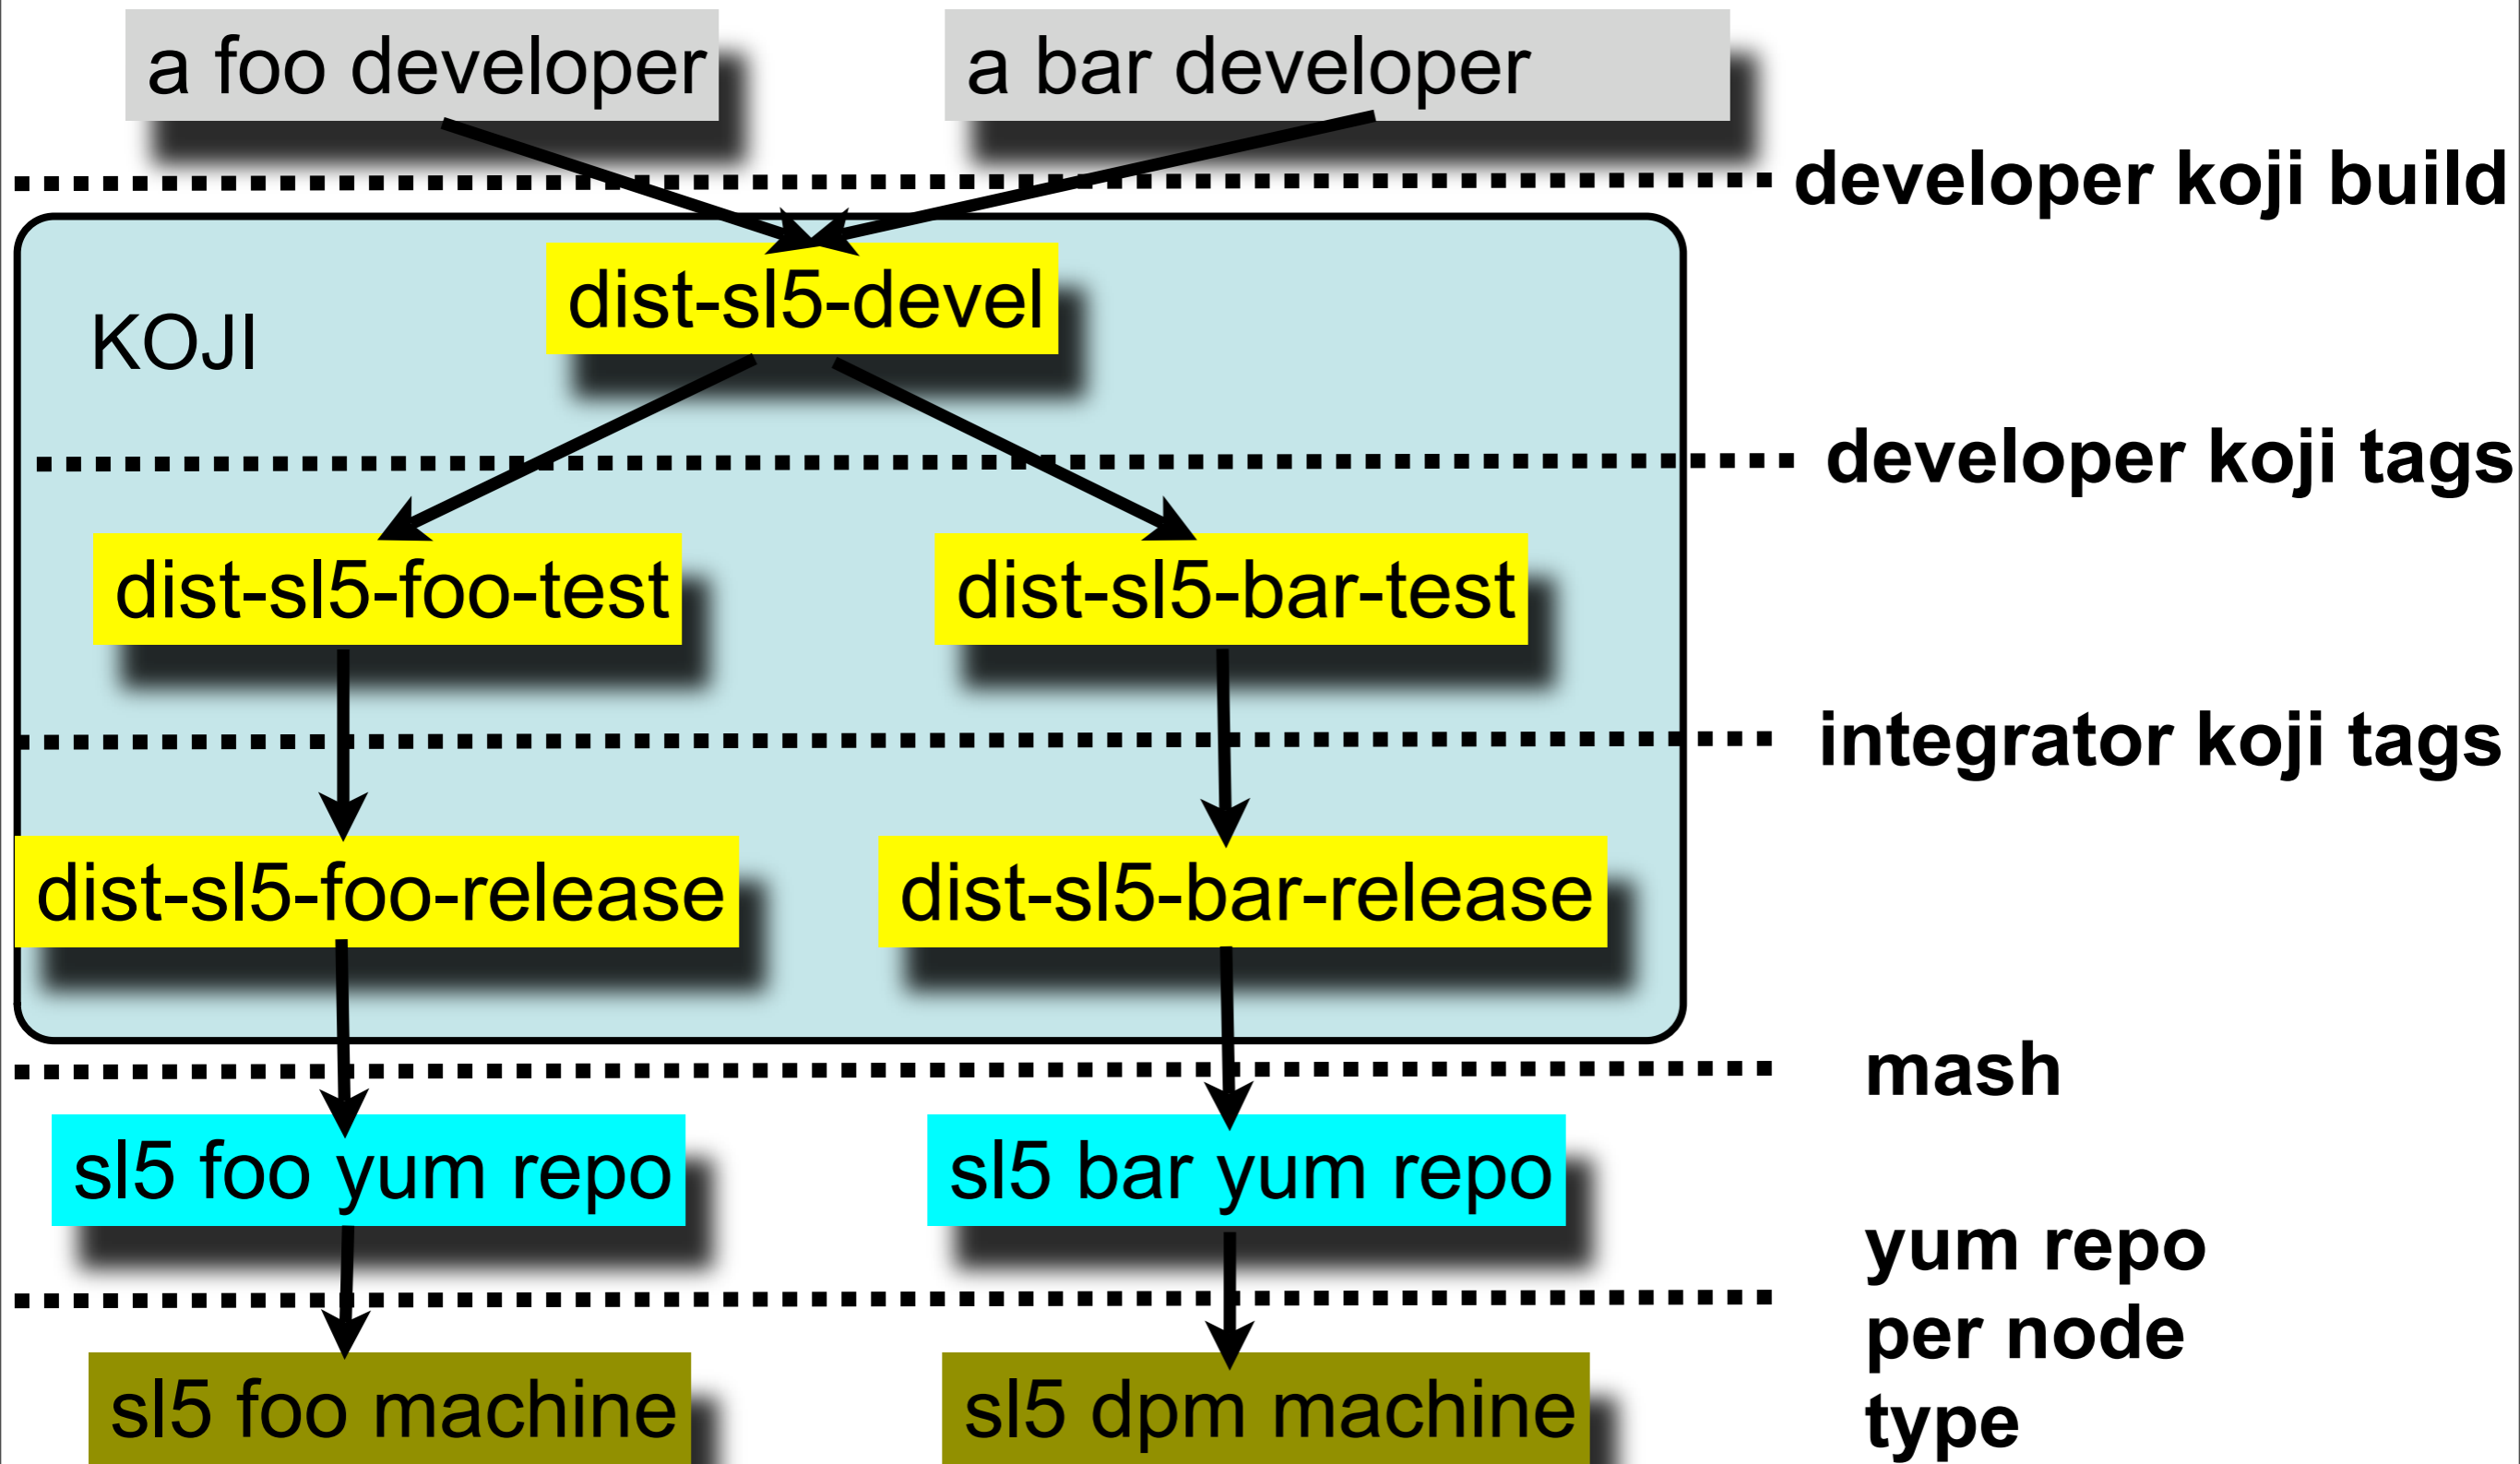 a foo developer
a bar developer
developer koji build
dist-sl5-devel
KOJI
developer koji tags
dist-sl5-foo-test
dist-sl5-bar-test
integrator koji tags
dist-sl5-foo-release
dist-sl5-bar-release
mash
sl5 foo yum repo
sl5 bar yum repo
yum repo
per node
type
sl5 foo machine
sl5 dpm machine